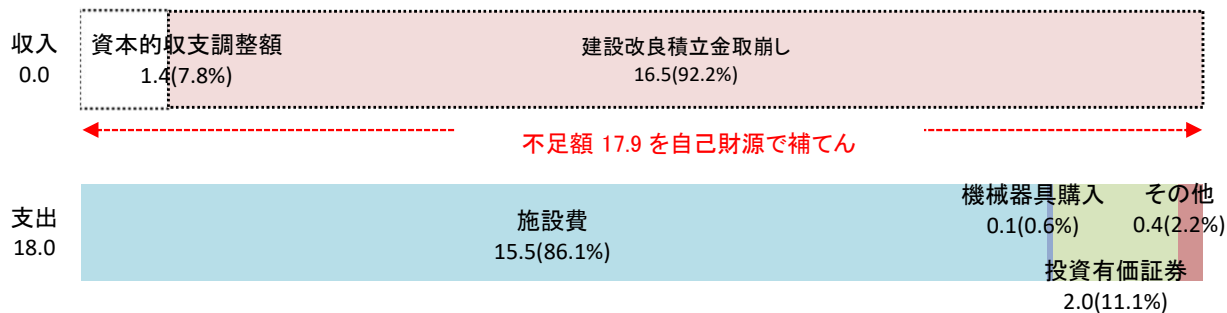 収入
0.0
資本的収支調整額
1.4(7.8%)
建設改良積立金取崩し
16.5(92.2%)
不足額 17.9 を自己財源で補てん
支出
18.0
施設費
15.5(86.1%)
機械器具購入
0.1(0.6%)
その他
0.4(2.2%)
投資有価証券
2.0(11.1%)